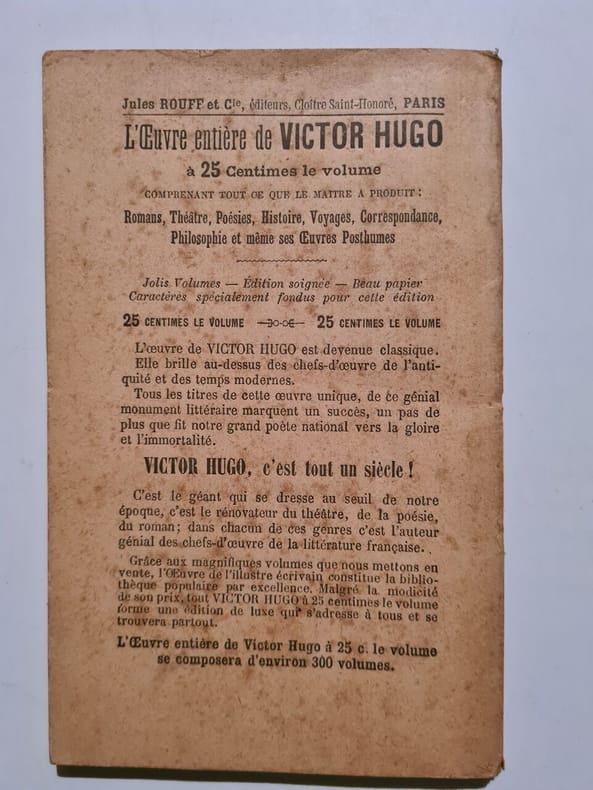 Jules ROUFF et Cie, éditeurs, Cloître Saint-Honoré, PARIS
L'Œuvre entière de VICTOR HUGO
à 25 Centimes le volume
COMPRENANT TOUT CE QUE LE MAITRE A PRODUIT :
Romans, Théâtre, Poésies, Histoire, Voyages, Correspondance,
Philosophie et même ses Œuvres Posthumes
Jolis Volumes — Édition soignée — Beau papier
Caractères spécialement fondus pour cette édition
25 CENTIMES LE VOLUME 25 CENTIMES LE VOLUME
L'œuvre de VICTOR HUGO est devenue classique.
Elle brille au-dessus des chefs-d'œuvre de l'anti-
quité et des temps modernes.
Tous les titres de cette œuvre unique, de ce génial
monument littéraire marquent un succès, un pas de
plus que fit notre grand poète national vers la gloire
et l'immortalité.
VICTOR HUGO, c'est tout un siècle !
C'est le géant qui se dresse au seuil de notre
époque, c'est le rénovateur du théâtre, de la poésie,
du roman; dans chacun de ces genres c'est l'auteur
génial des chefs-d'œuvre de la littérature française.
Grâce aux magnifiques volumes que nous mettons en
vente, l'Œuvre de l'illustre écrivain constitue la biblio-
thèque populaire par excellence. Malgré la modicité
de son prix, tout VICTOR HUGO à 25 centimes le volume
forme une édition de luxe qui s'adresse à tous et se
trouvera partout.
L'Œuvre entière de Victor Hugo à 25 c. le volume
se composera d'environ 300 volumes.